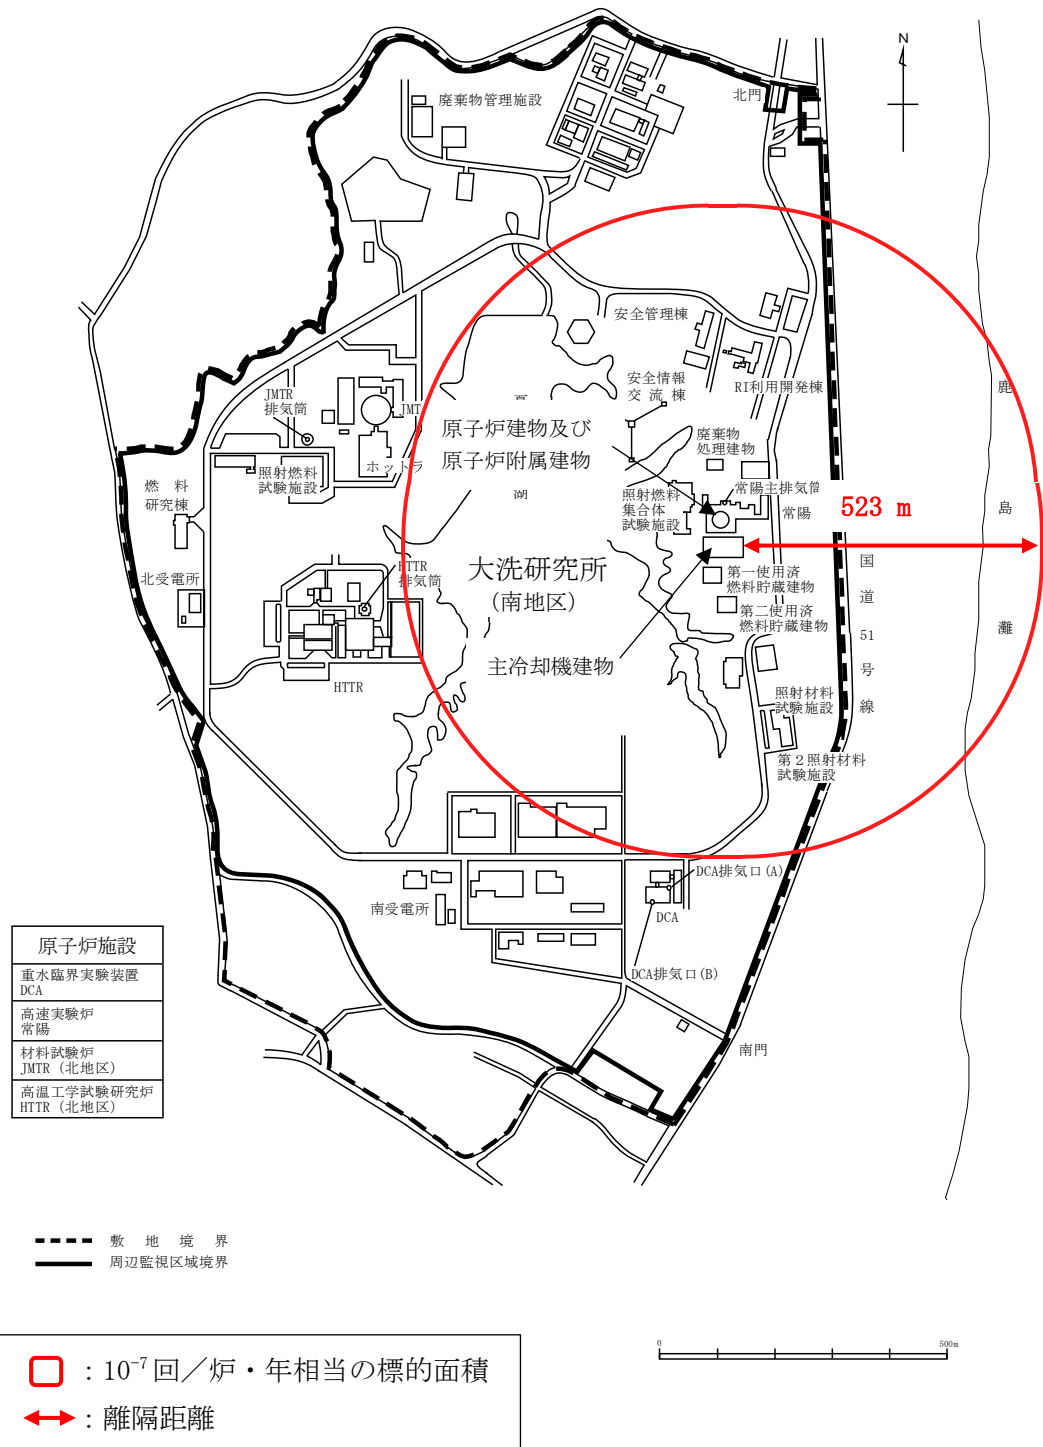 N
北門
廃棄物管理施設
安全管理棟
安全情報
交流棟
RI利用開発棟
鹿
島
灘
JMTR
排気筒
JMT
原子炉建物及び
原子炉附属建物
廃棄物
処理建物
照射燃料
試験施設
ホットラ
湖
照射燃料
集合体
試験施設
常陽主排気筒
常陽
523 m
燃料
研究棟
大洗研究所
(南地区)
国
道
51
号
線
北受電所
HTTR
排気筒
第一使用済
燃料貯蔵建物
第二使用済
燃料貯蔵建物
主冷却機建物
HTTR
照射材料
試験施設
第2照射材料
試験施設
DCA排気口(A)
南受電所
DCA
DCA排気口(B)
南門
原子炉施設
重水臨界実験装置
DCA
高速実験炉
常陽
材料試験炉
JMTR (北地区)
高温工学試験研究炉
HTTR (北地区)
敷地境界
周辺監視区域境界
0 500m
：10⁻⁷回／炉・年相当の標的面積
：離隔距離